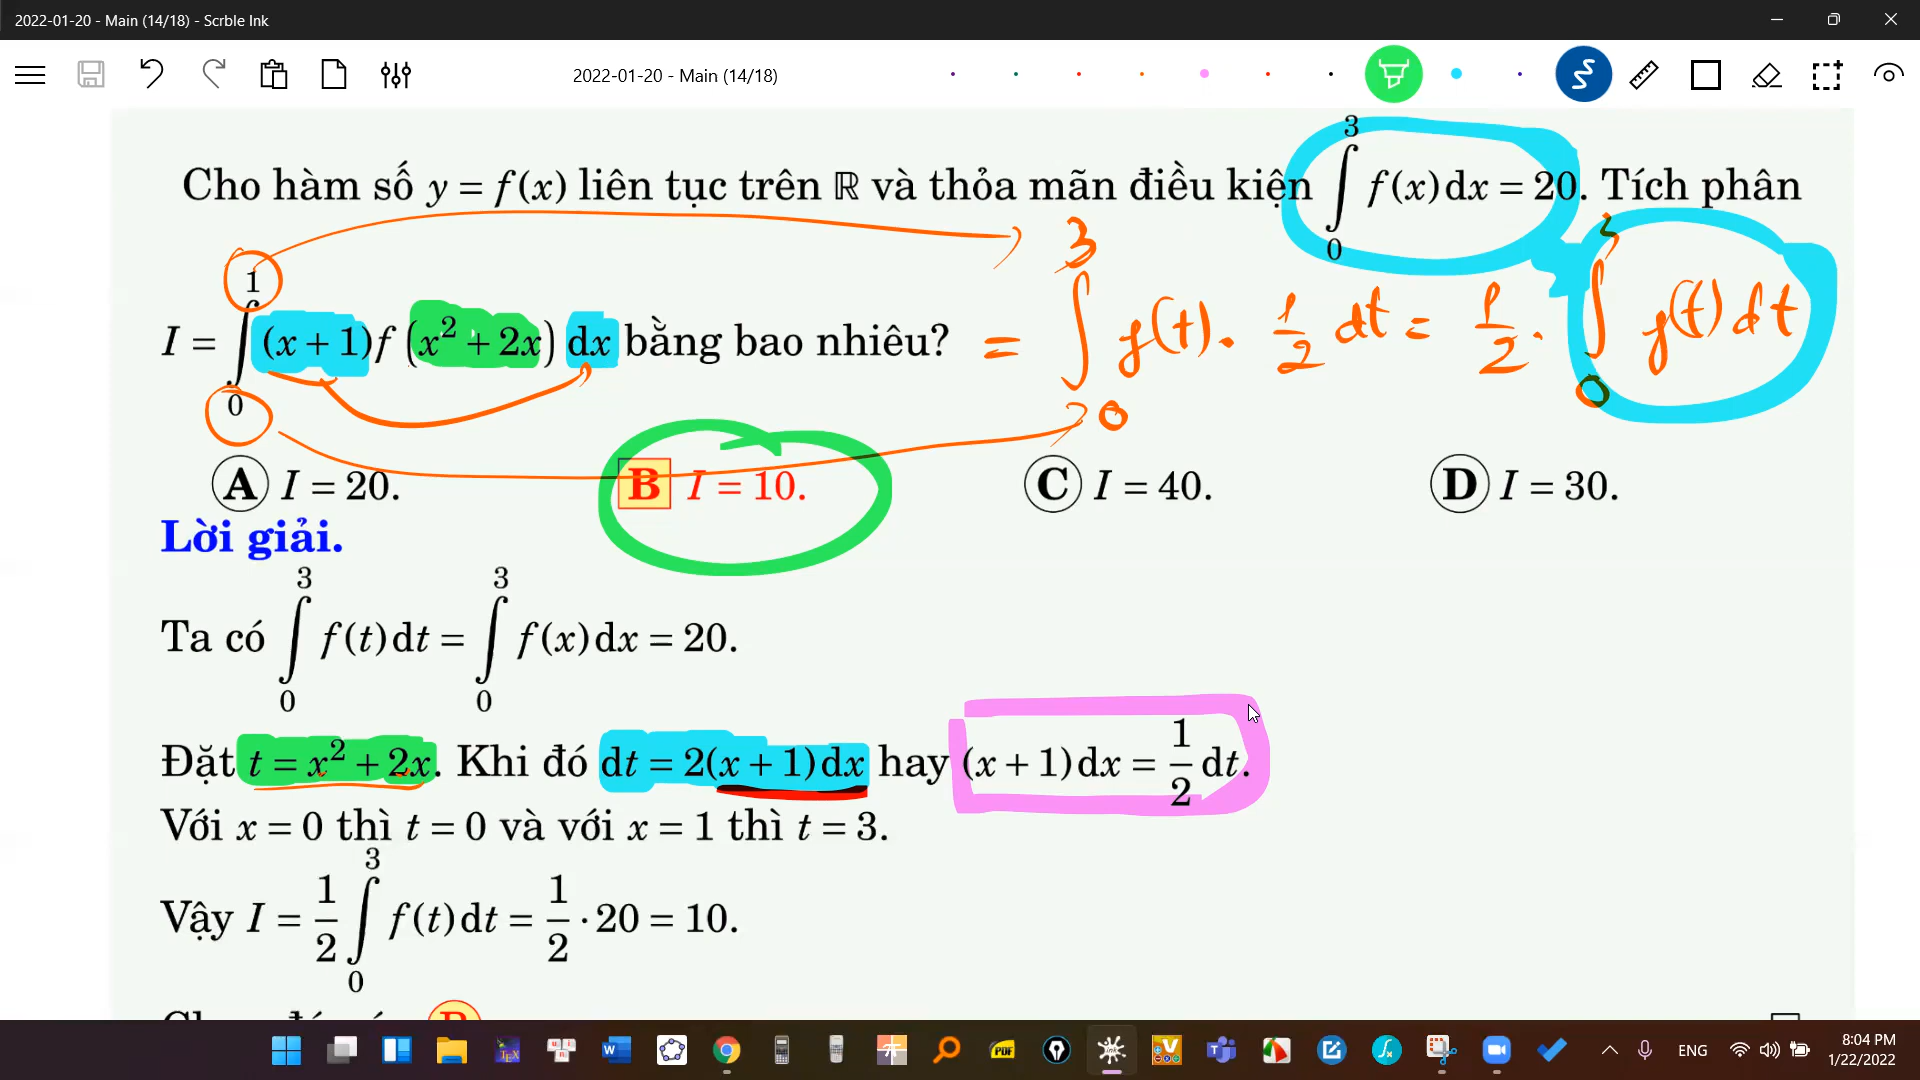 2022-01-20 - Main (14/18) - Scrble Ink
2022-01-20 - Main (14/18)
Cho hàm số y = f(x) liên tục trên ℝ và thỏa mãn điều kiện ∫₀³ f(x)dx = 20. Tích phân
I = ∫₀¹ (x+1)f(x²+2x) dx bằng bao nhiêu? = ∫₀³ f(t). 1/2 dt = 1/2 . ∫₀³ f(t)dt
A I = 20. B I = 10. C I = 40. D I = 30.
Lời giải.
Ta có ∫₀³ f(t)dt = ∫₀³ f(x)dx = 20.
Đặt t = x² + 2x. Khi đó dt = 2(x+1)dx hay (x+1)dx = 1/2 dt.
Với x = 0 thì t = 0 và với x = 1 thì t = 3.
Vậy I = 1/2 ∫₀³ f(t)dt = 1/2 · 20 = 10.
ENG
8:04 PM
1/22/2022